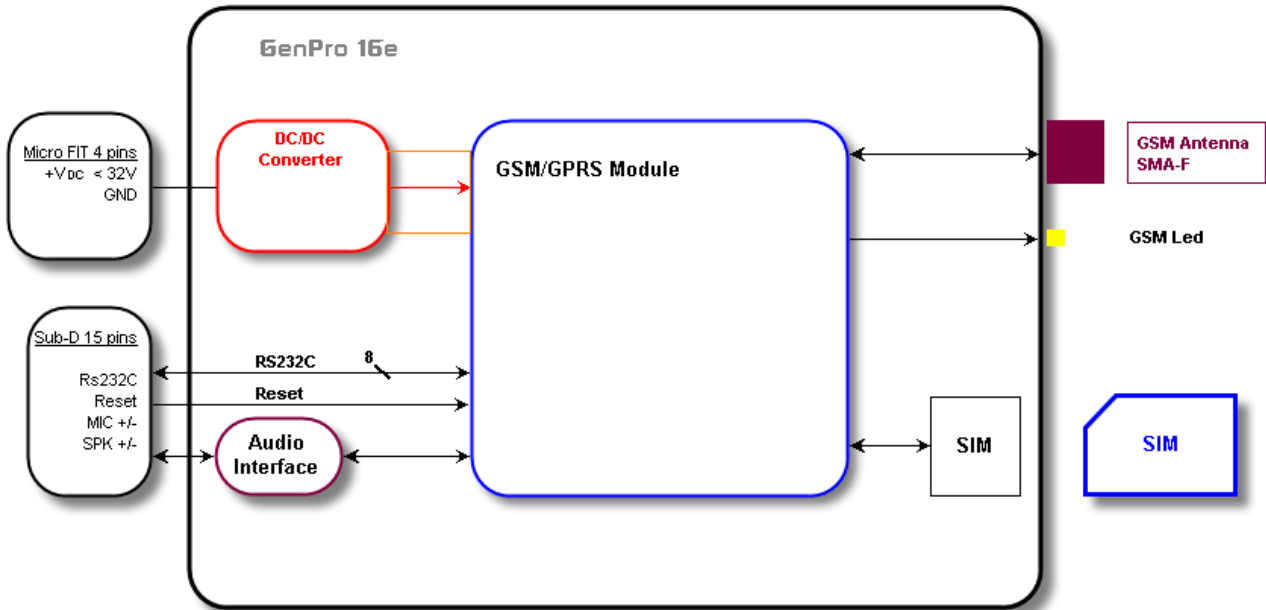 GenPro 16e
Micro FIT 4 pins
+VDC < 32V
GND
DC/DC
Converter
GSM/GPRS Module
GSM Antenna
SMA-F
GSM Led
Sub-D 15 pins
Rs232C
Reset
MIC +/-
SPK +/-
RS232C
8
Reset
Audio
Interface
SIM
SIM